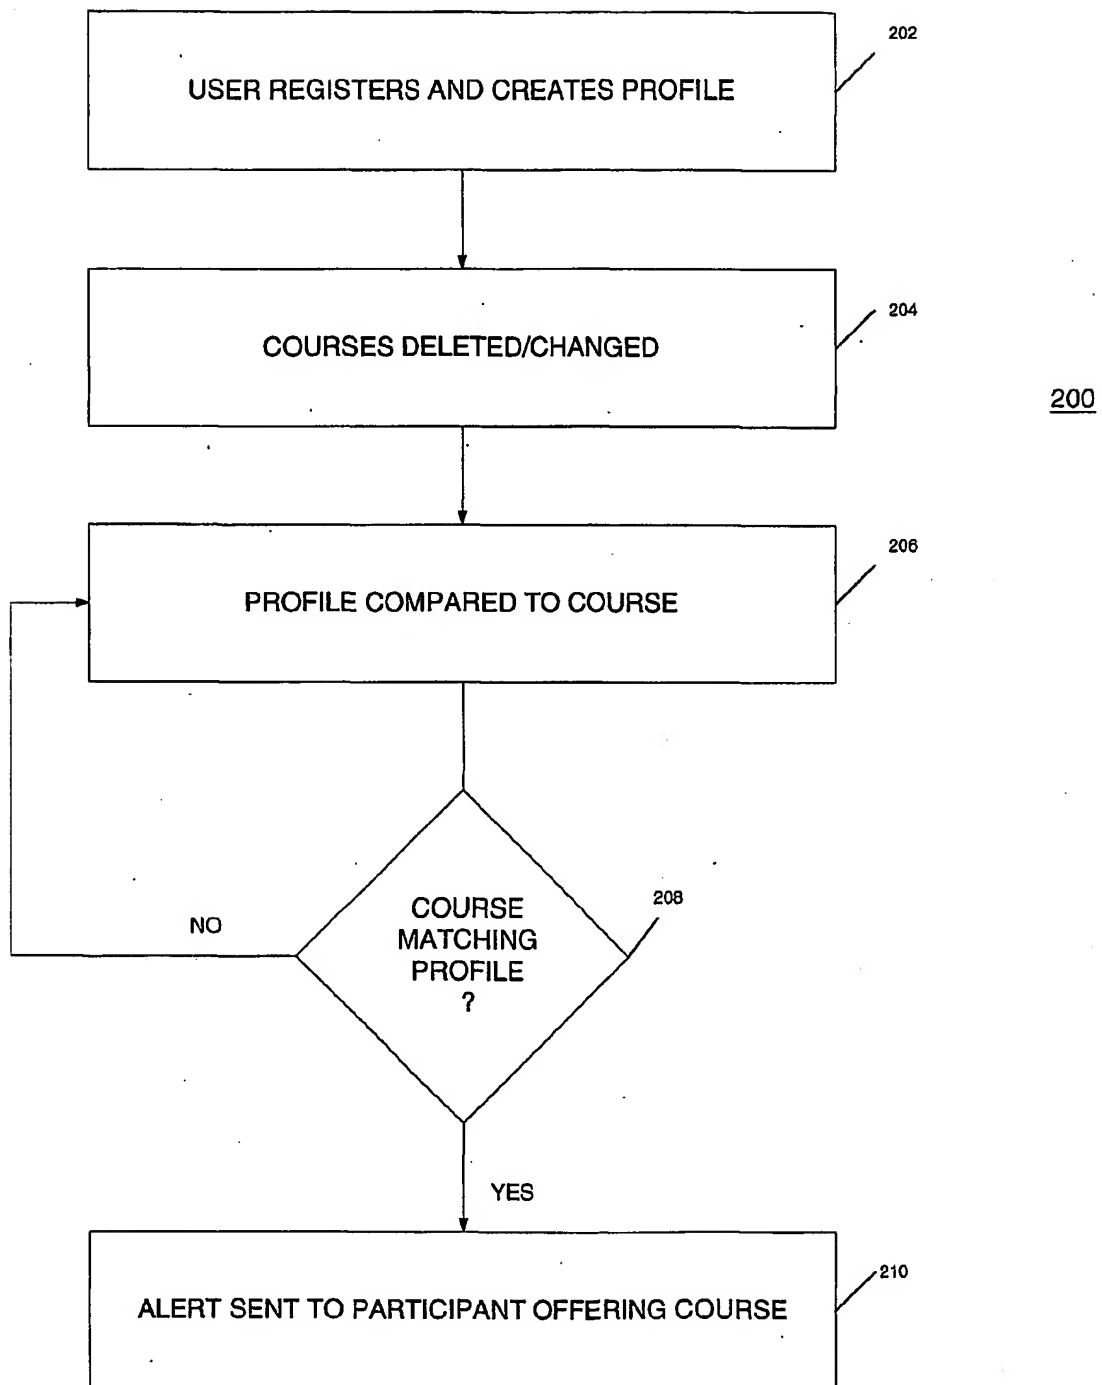 202
USER REGISTERS AND CREATES PROFILE
204
COURSES DELETED/CHANGED
200
206
PROFILE COMPARED TO COURSE
208
COURSE
MATCHING
PROFILE
?
NO
YES
210
ALERT SENT TO PARTICIPANT OFFERING COURSE